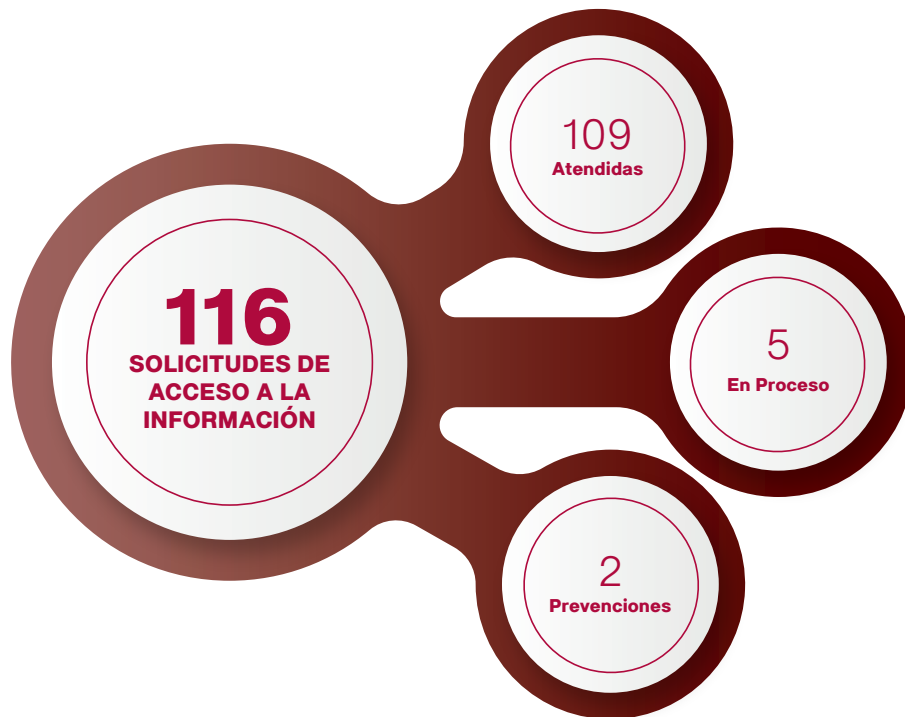 116
SOLICITUDES DE
ACCESO A LA
INFORMACIÓN
109
Atendidas
5
En Proceso
2
Prevenciones